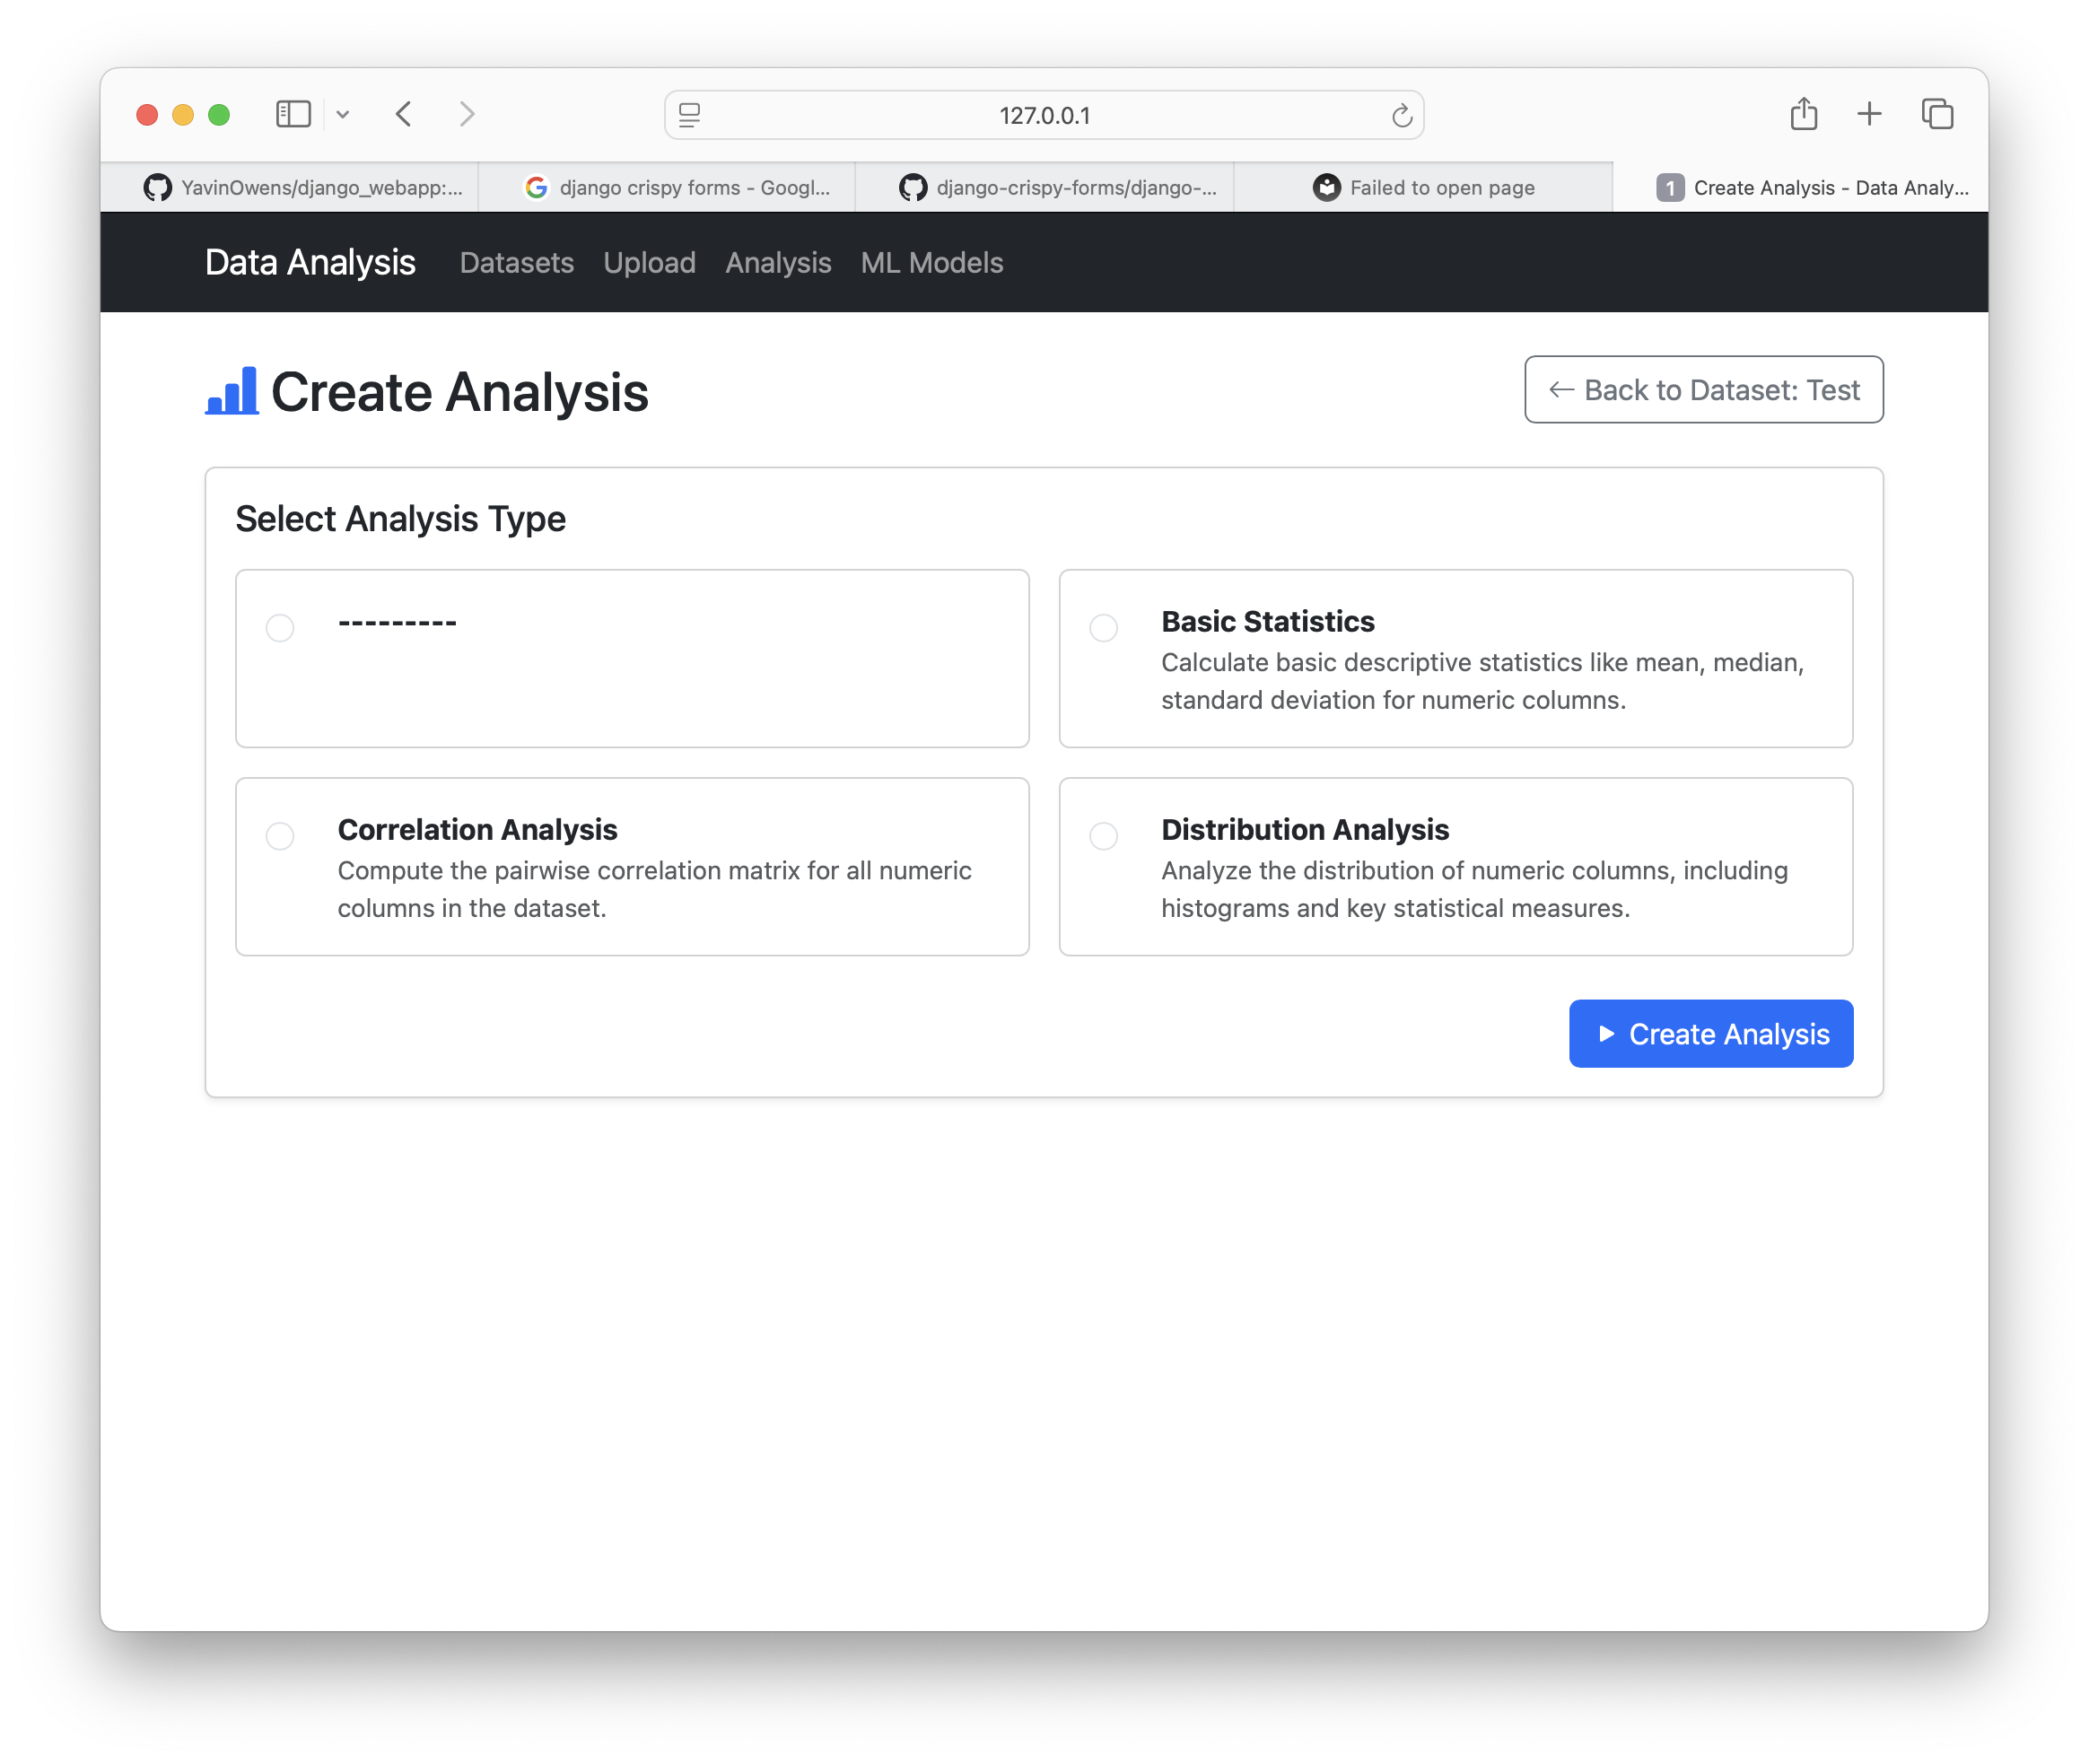 127.0.0.1
YavinOwens/django_webapp:...
django crispy forms - Googl...
django-crispy-forms/django-...
Failed to open page
1 Create Analysis - Data Analy...
Data Analysis Datasets Upload Analysis ML Models
Create Analysis
← Back to Dataset: Test
Select Analysis Type
---------
Basic Statistics
Calculate basic descriptive statistics like mean, median,
standard deviation for numeric columns.
Correlation Analysis
Compute the pairwise correlation matrix for all numeric
columns in the dataset.
Distribution Analysis
Analyze the distribution of numeric columns, including
histograms and key statistical measures.
Create Analysis